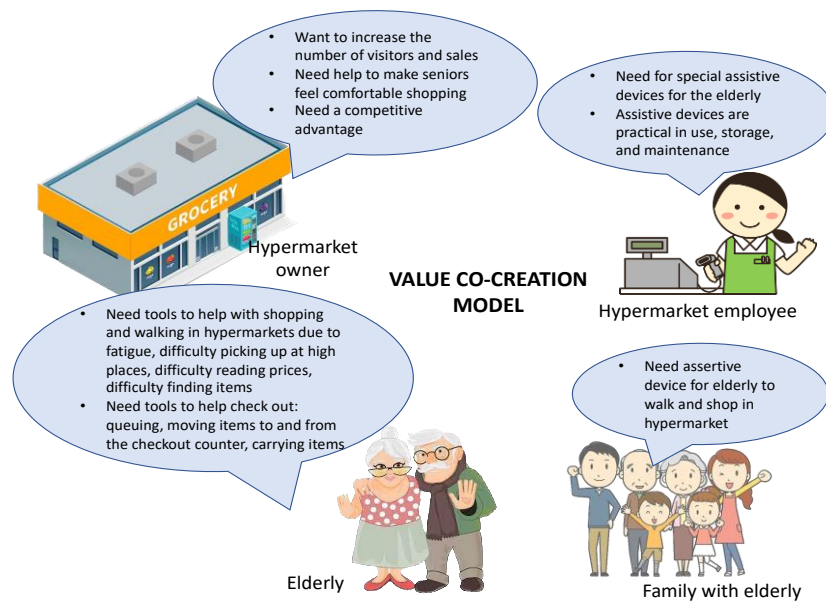 • Want to increase the
number of visitors and sales
• Need help to make seniors
feel comfortable shopping
• Need a competitive
advantage
• Need for special assistive
devices for the elderly
• Assistive devices are
practical in use, storage,
and maintenance
GROCERY
Hypermarket
owner
VALUE CO-CREATION
MODEL
Hypermarket employee
• Need tools to help with shopping
and walking in hypermarkets due to
fatigue, difficulty picking up at high
places, difficulty reading prices,
difficulty finding items
• Need tools to help check out:
queuing, moving items to and from
the checkout counter, carrying items
• Need assertive
device for elderly to
walk and shop in
hypermarket
Elderly
Family with elderly